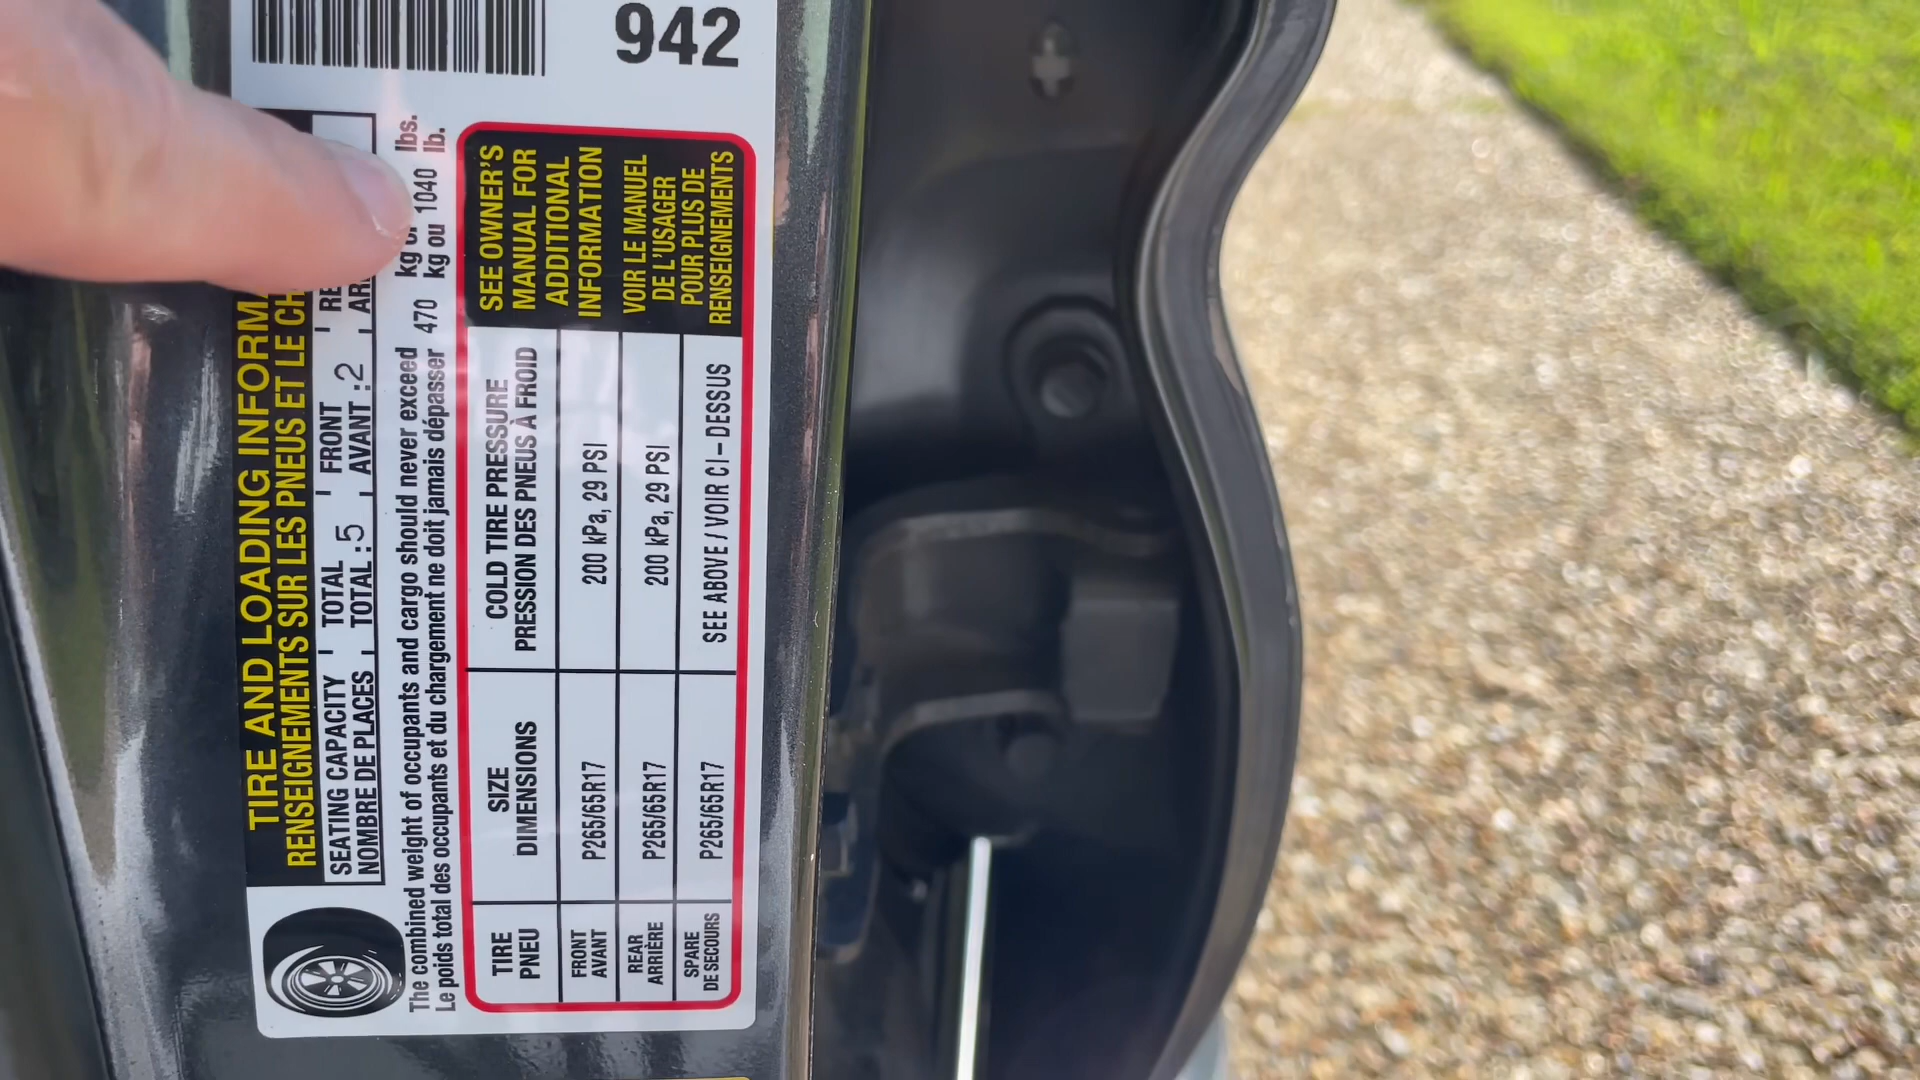 942
TIRE AND LOADING INFORM
RENSEIGNEMENTS SUR LES PNEUS ET LE CH
SEATING CAPACITY TOTAL FRONT
NOMBRE DE PLACES TOTAL :5 AVANT :2
The combined weight of occupants and cargo should never exceed 470 kg or 1040 lbs.
Le poids total des occupants et du chargement ne doit jamais dépasser kg ou lb.
TIRE SIZE COLD TIRE PRESSURE
PNEU DIMENSIONS PRESSION DES PNEUS À FROID
FRONT
AVANT P265/65R17 200 kPa, 29 PSI
REAR
ARRIÈRE P265/65R17 200 kPa, 29 PSI
SPARE
DE SECOURS P265/65R17 SEE ABOVE / VOIR CI-DESSUS
SEE OWNER'S
MANUAL FOR
ADDITIONAL
INFORMATION
VOIR LE MANUEL
DE L'USAGER
POUR PLUS DE
RENSEIGNEMENTS